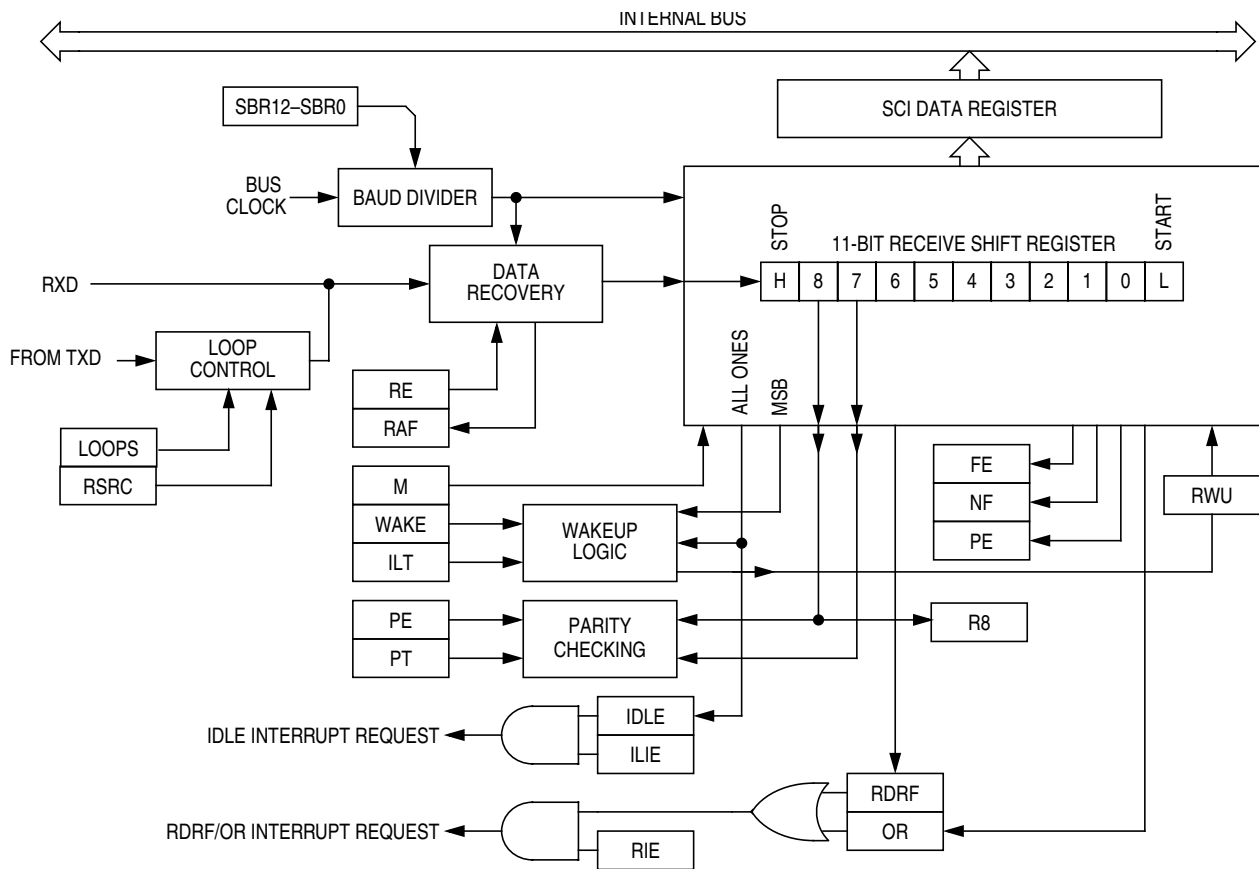 INTERNAL BUS
SBR12–SBR0
SCI DATA REGISTER
BUS
CLOCK
BAUD DIVIDER
STOP
11-BIT RECEIVE SHIFT REGISTER
START
RXD
DATA
RECOVERY
H 8 7 6 5 4 3 2 1 0 L
FROM TXD
LOOP
CONTROL
ALL ONES
MSB
RE
RAF
LOOPS
RSRC
M
WAKE
ILT
WAKEUP
LOGIC
FE
NF
PE
RWU
PE
PT
PARITY
CHECKING
R8
IDLE INTERRUPT REQUEST
IDLE
ILIE
RDRF/OR INTERRUPT REQUEST
RDRF
OR
RIE